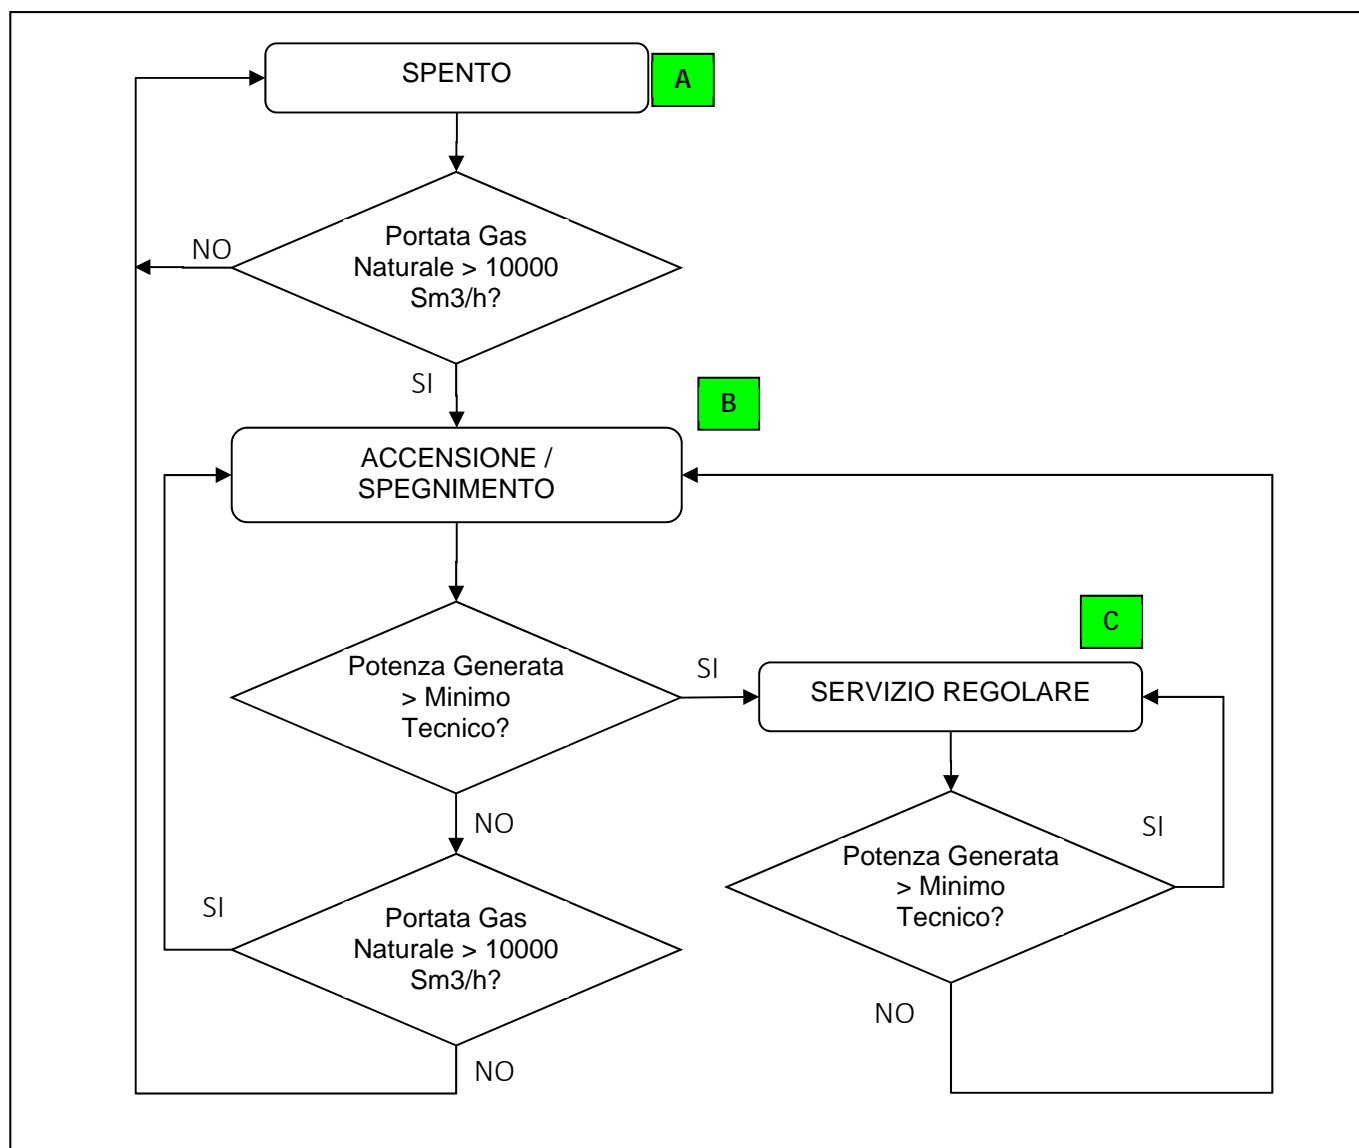 SPENTO
A
NO
Portata Gas
Naturale > 10000
Sm3/h?
SI
B
ACCENSIONE /
SPEGNIMENTO
C
Potenza Generata
> Minimo
Tecnico?
SI
SERVIZIO REGOLARE
NO
SI
Potenza Generata
> Minimo
Tecnico?
SI
Portata Gas
Naturale > 10000
Sm3/h?
NO
NO